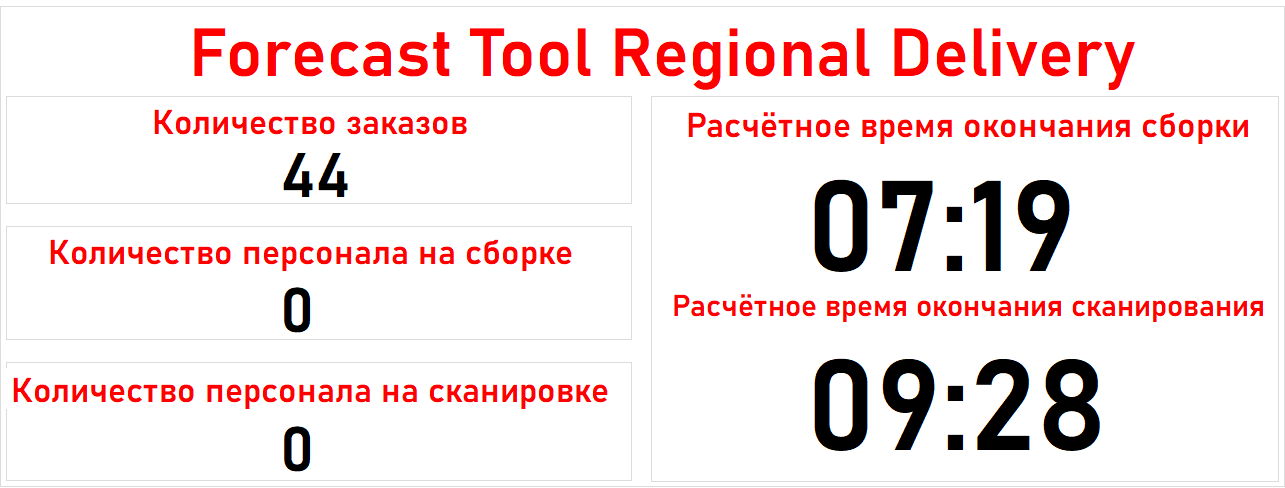 Forecast Tool Regional Delivery
Количество заказов
44
Количество персонала на сборке
0
Количество персонала на сканировке
0
Расчётное время окончания сборки
07:19
Расчётное время окончания сканирования
09:28